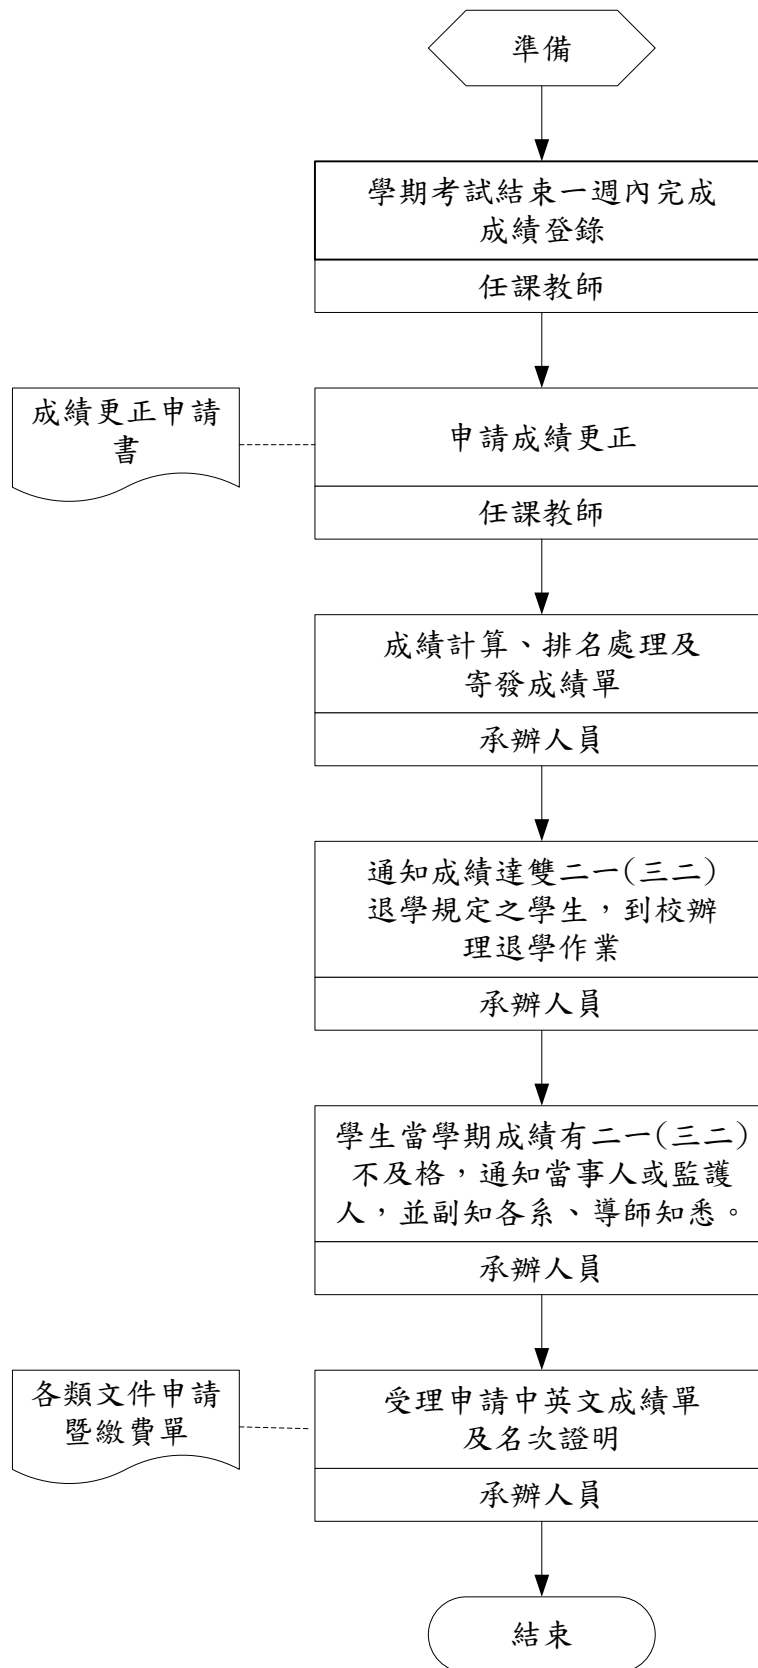 準備
學期考試結束一週內完成
成績登錄
任課教師
成績更正申請
書
申請成績更正
任課教師
成績計算、排名處理及
寄發成績單
承辦人員
通知成績達雙二一(三二)
退學規定之學生，到校辦
理退學作業
承辦人員
學生當學期成績有二一(三二)
不及格，通知當事人或監護
人，並副知各系、導師知悉。
承辦人員
各類文件申請
暨繳費單
受理申請中英文成績單
及名次證明
承辦人員
結束